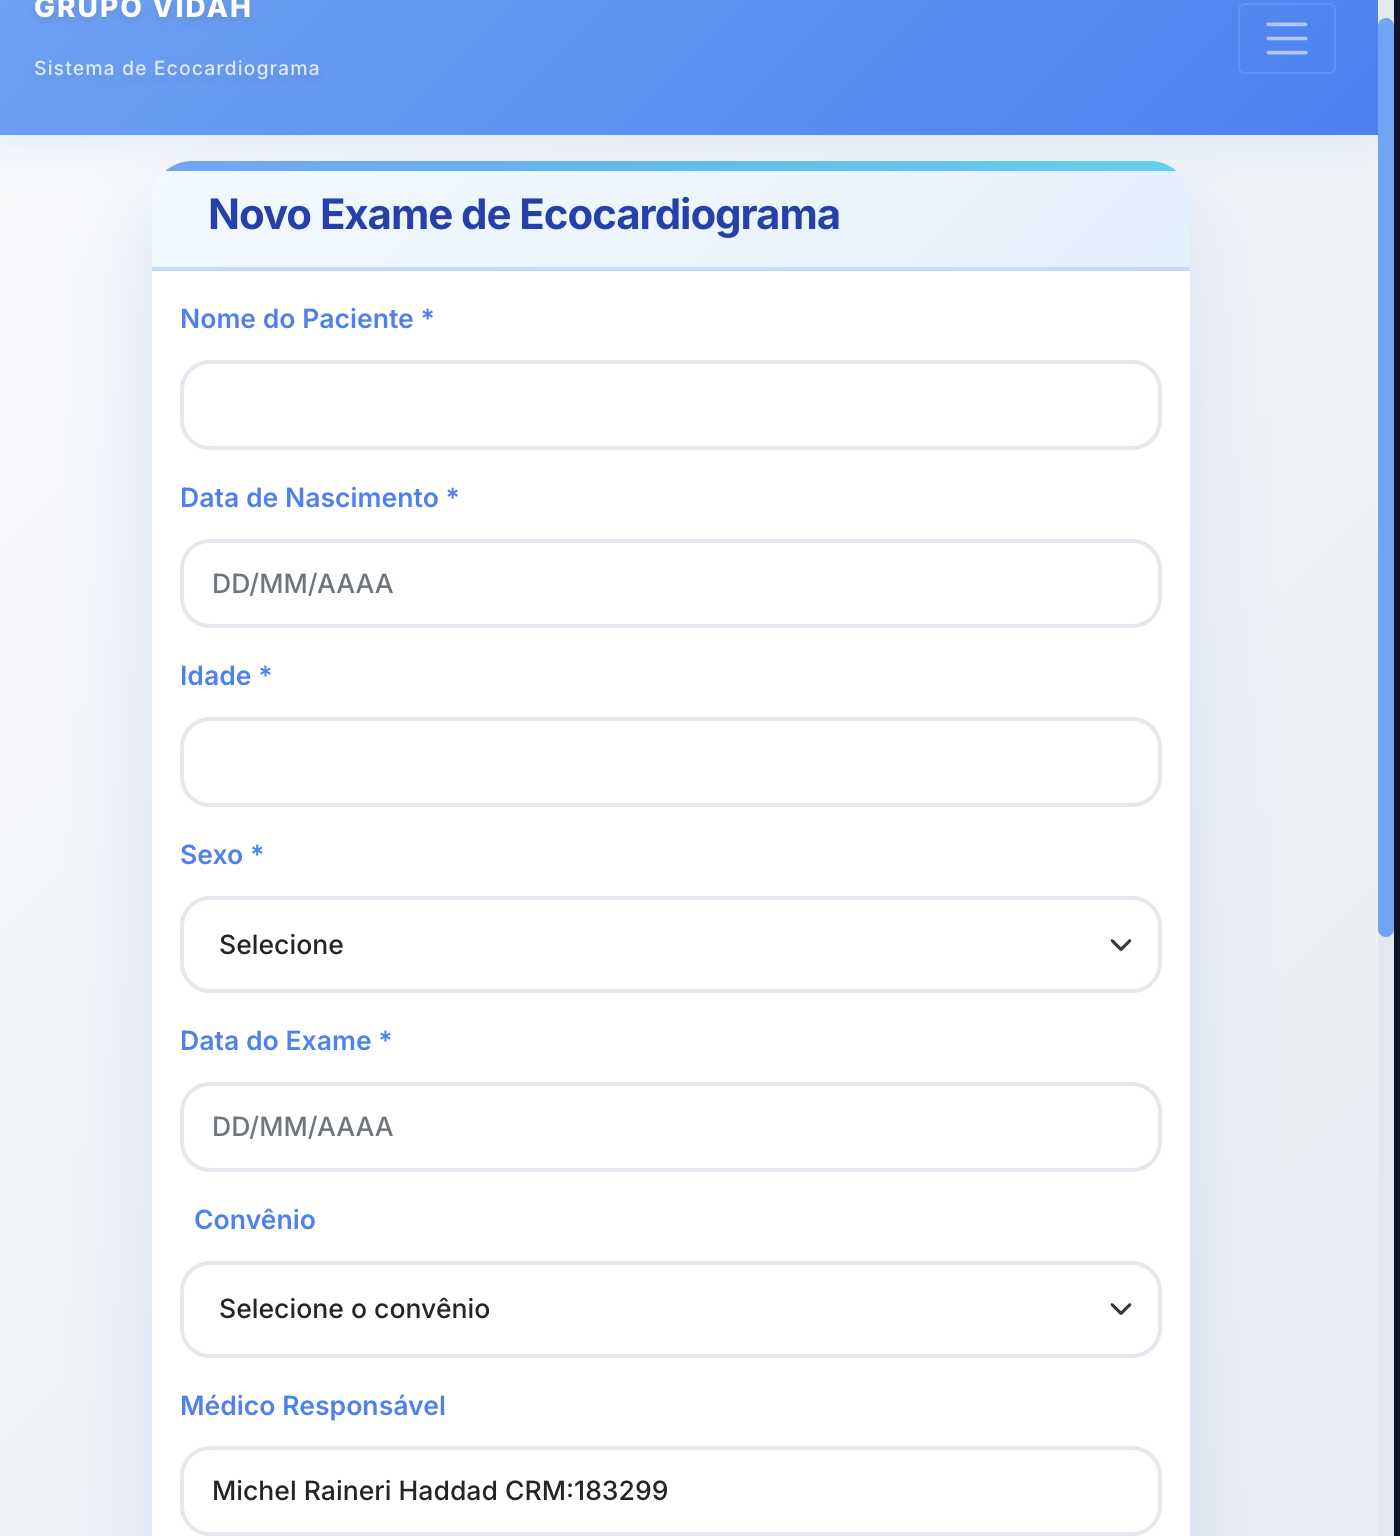 GRUPO VIDAH
Sistema de Ecocardiograma
Novo Exame de Ecocardiograma
Nome do Paciente *
Data de Nascimento *
DD/MM/AAAA
Idade *
Sexo *
Selecione
Data do Exame *
DD/MM/AAAA
Convênio
Selecione o convênio
Médico Responsável
Michel Raineri Haddad CRM:183299